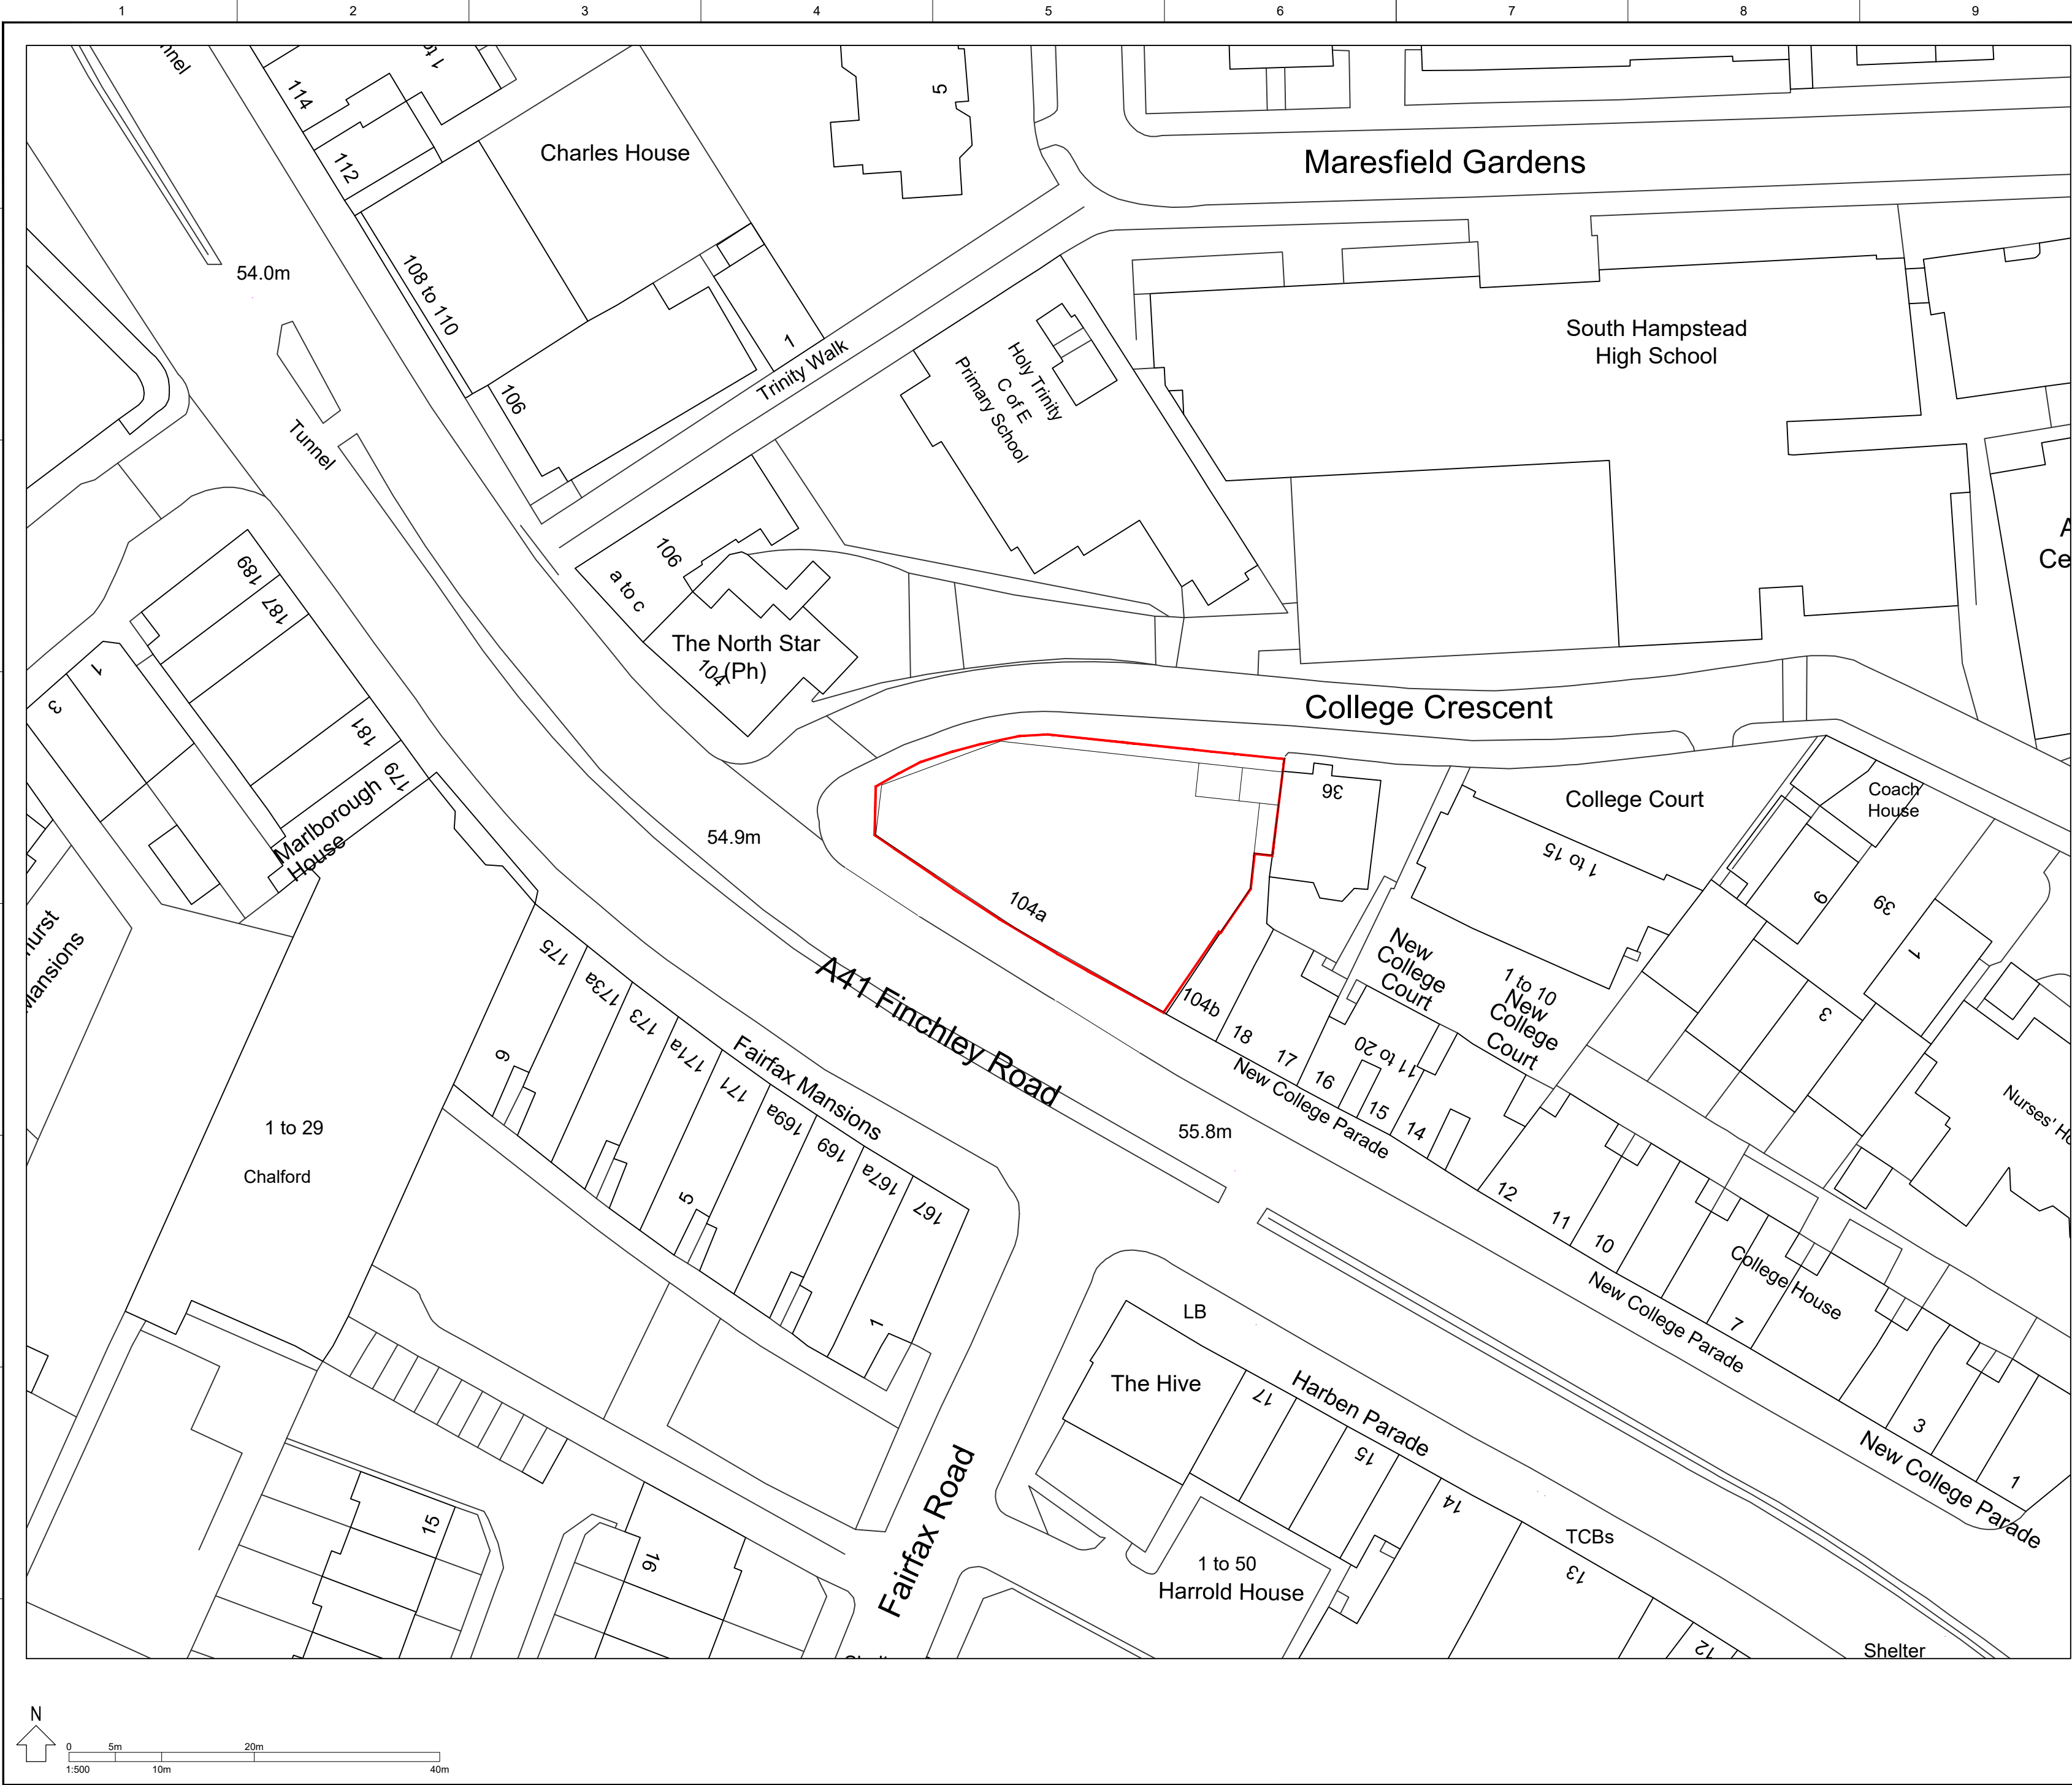 1 2 3 4 5 6 7 8 9
114
112
Charles House
5
Maresfield Gardens
54.0m
108 to 110
106
1
Trinity Walk
Holy Trinity
C of E
Primary School
South Hampstead
High School
Tunnel
106
a to c
The North Star
(Ph)
104
College Crescent
189
187
181
179
1
3
Marlborough
House
54.9m
104a
36
College Court
1 to 15
Coach
House
9
39
1
3
104b
New
College
Court
1 to 10
New
College
Court
11 to 20
18
17
16
15
14
New College Parade
12
11
10
7
College House
New College Parade
3
1
New College Parade
Nurses'
A41 Finchley Road
55.8m
175
173a
173
171a
171
169a
169
167a
167
Fairfax Mansions
6
5
1
1 to 29
Chalford
Mansions
LB
The Hive
Harben Parade
17
15
14
13
12
TCBs
Shelter
1 to 50
Harrold House
Fairfax Road
15
16
N
0 5m 20m
1:500 10m 40m